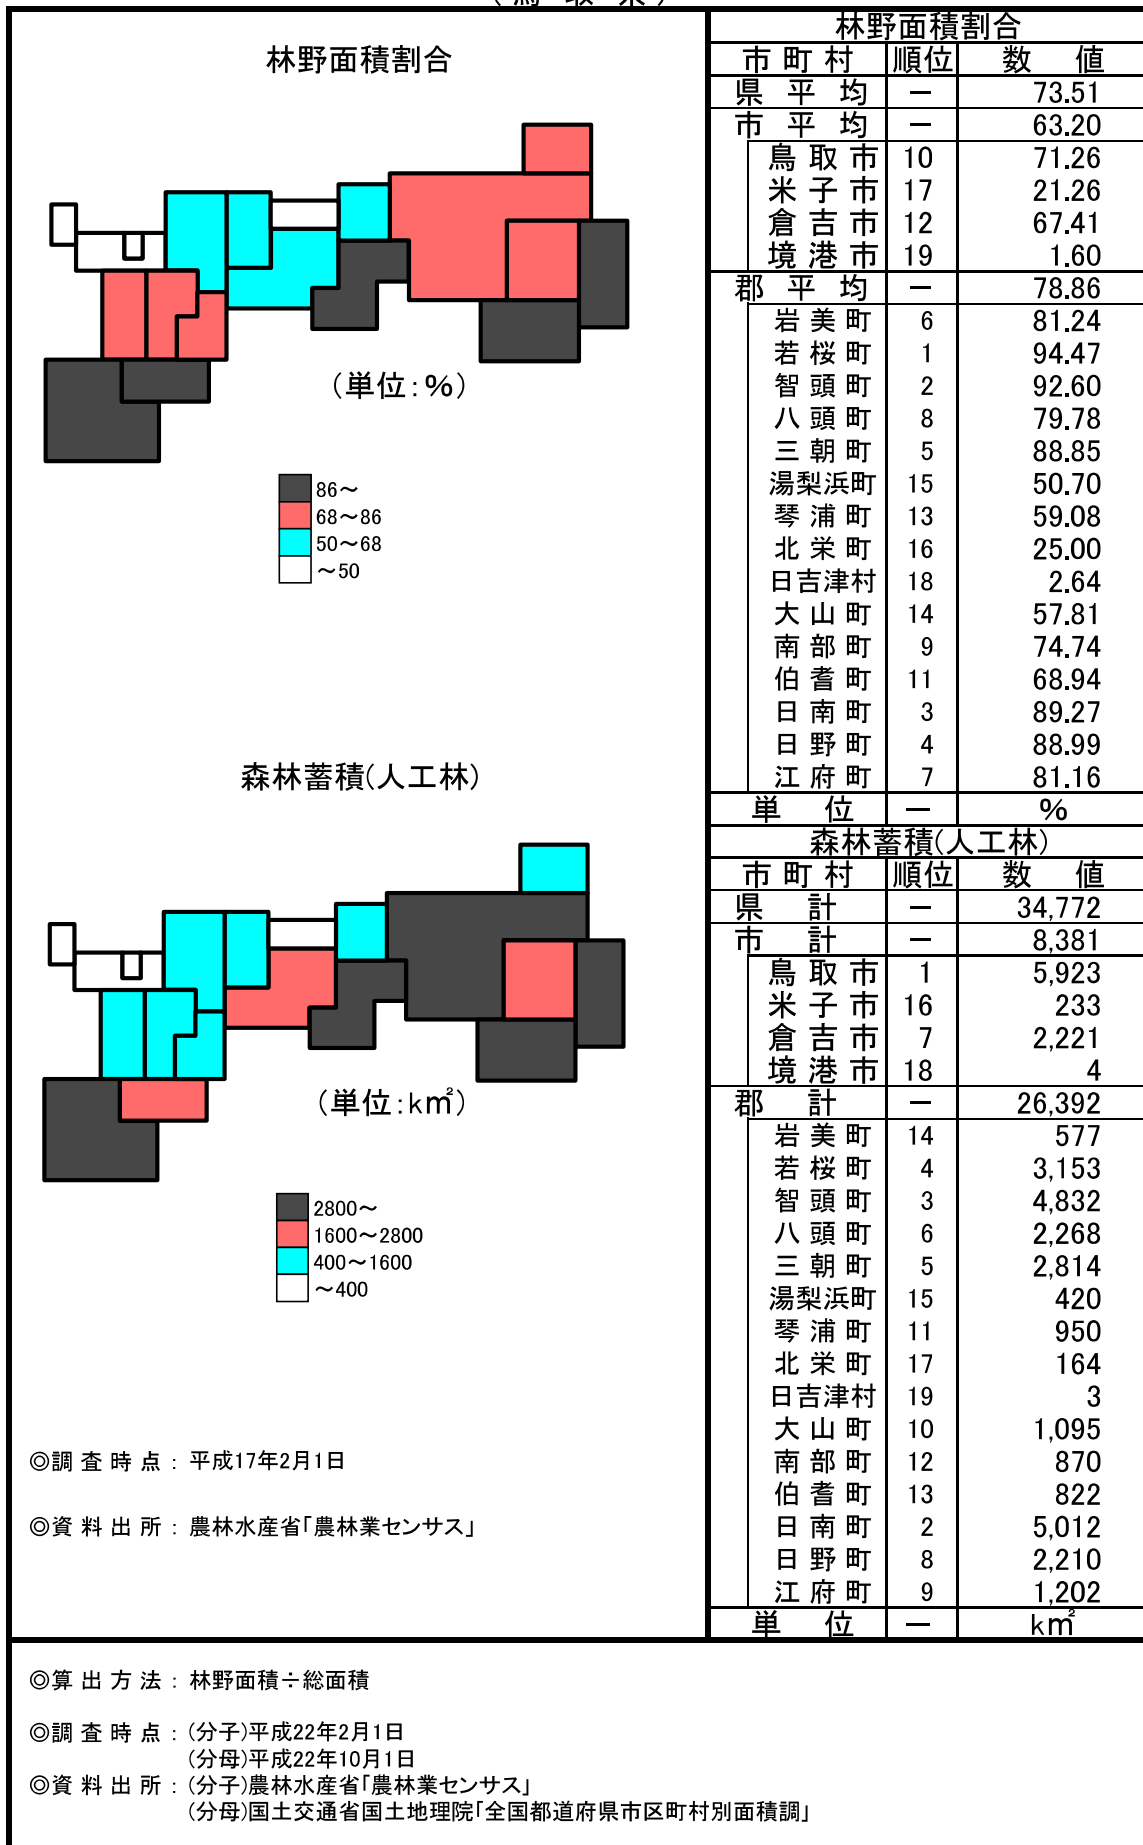 (鳥 取 県)
林野面積割合
(単位:%)
86～
68～86
50～68
～50
林野面積割合
市 町 村 順位 数 値
県 平 均 － 73.51
市 平 均 － 63.20
鳥 取 市 10 71.26
米 子 市 17 21.26
倉 吉 市 12 67.41
境 港 市 19 1.60
郡 平 均 － 78.86
岩 美 町 6 81.24
若 桜 町 1 94.47
智 頭 町 2 92.60
八 頭 町 8 79.78
三 朝 町 5 88.85
湯梨浜町 15 50.70
琴 浦 町 13 59.08
北 栄 町 16 25.00
日吉津村 18 2.64
大 山 町 14 57.81
南 部 町 9 74.74
伯 耆 町 11 68.94
日 南 町 3 89.27
日 野 町 4 88.99
江 府 町 7 81.16
単 位 － %
森林蓄積(人工林)
(単位:k㎡)
2800～
1600～2800
400～1600
～400
森林蓄積(人工林)
市 町 村 順位 数 値
県 計 － 34,772
市 計 － 8,381
鳥 取 市 1 5,923
米 子 市 16 233
倉 吉 市 7 2,221
境 港 市 18 4
郡 計 － 26,392
岩 美 町 14 577
若 桜 町 4 3,153
智 頭 町 3 4,832
八 頭 町 6 2,268
三 朝 町 5 2,814
湯梨浜町 15 420
琴 浦 町 11 950
北 栄 町 17 164
日吉津村 19 3
大 山 町 10 1,095
南 部 町 12 870
伯 耆 町 13 822
日 南 町 2 5,012
日 野 町 8 2,210
江 府 町 9 1,202
単 位 － k㎡
◎調 査 時 点 : 平成17年2月1日
◎資 料 出 所 : 農林水産省｢農林業センサス｣
◎算 出 方 法 : 林野面積÷総面積
◎調 査 時 点 : (分子)平成22年2月1日
(分母)平成22年10月1日
◎資 料 出 所 : (分子)農林水産省｢農林業センサス｣
(分母)国土交通省国土地理院｢全国都道府県市区町村別面積調｣